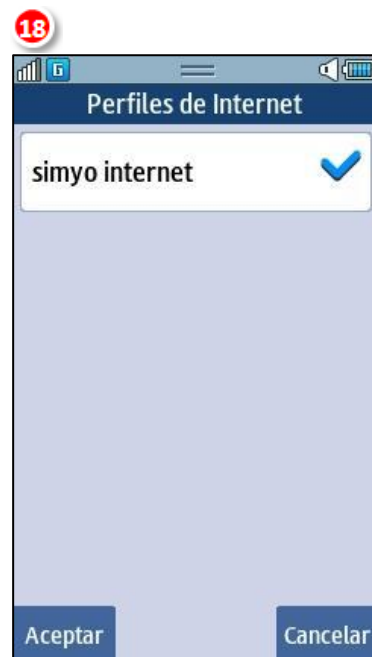 18
G
Perfiles de Internet
simyo internet
Aceptar
Cancelar